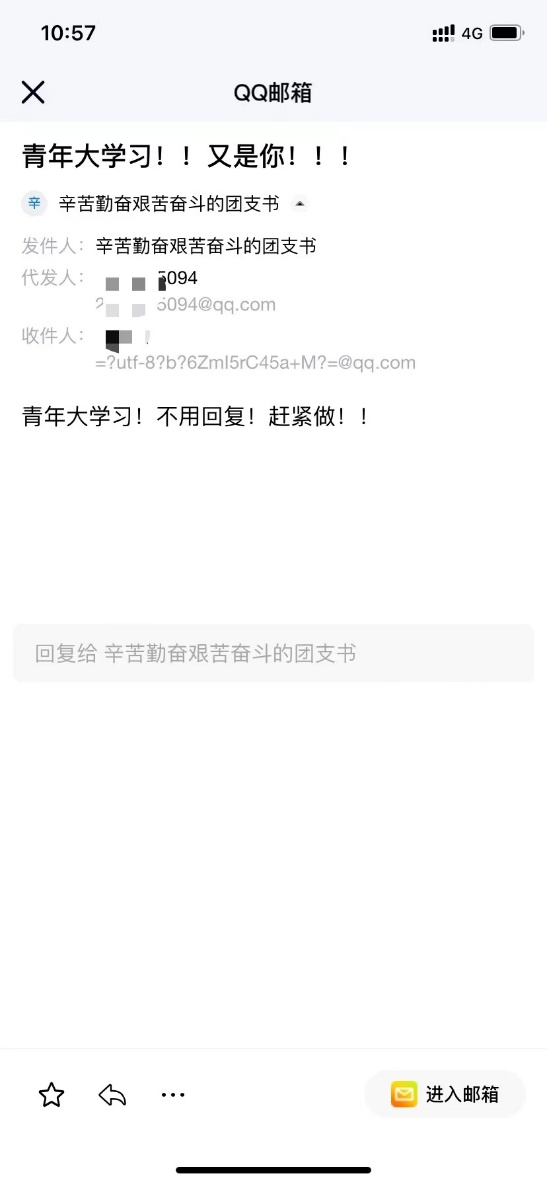 10:57
4G
QQ邮箱
青年大学习！！又是你！！！
辛 辛苦勤奋艰苦奋斗的团支书
发件人： 辛苦勤奋艰苦奋斗的团支书
代发人： 5094
2 5094@qq.com
收件人：
=?utf-8?b?6Zml5rC45a+M?=@qq.com
青年大学习！不用回复！赶紧做！！
回复给 辛苦勤奋艰苦奋斗的团支书
进入邮箱